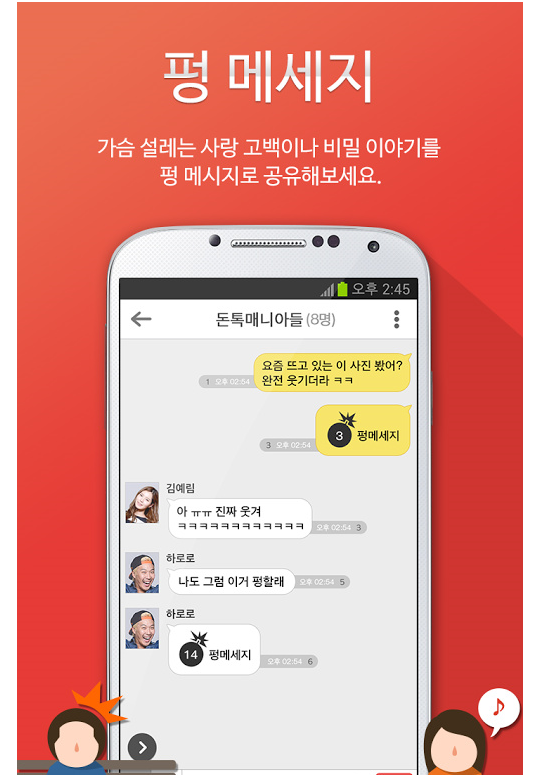 펑 메세지
가슴 설레는 사랑 고백이나 비밀 이야기를
펑 메시지로 공유해보세요.
오후 2:45
돈톡매니아들 (8명)
요즘 뜨고 있는 이 사진 봤어?
완전 웃기더라 ㅋㅋ
1 오후 02:54
3 펑메세지
3 오후 02:54
김예림
아 ㅠㅠ 진짜 웃겨
ㅋㅋㅋㅋㅋㅋㅋㅋㅋㅋㅋㅋ
오후 02:54 3
하로로
나도 그럼 이거 펑할래
오후 02:54 5
하로로
14 펑메세지
오후 02:54 6